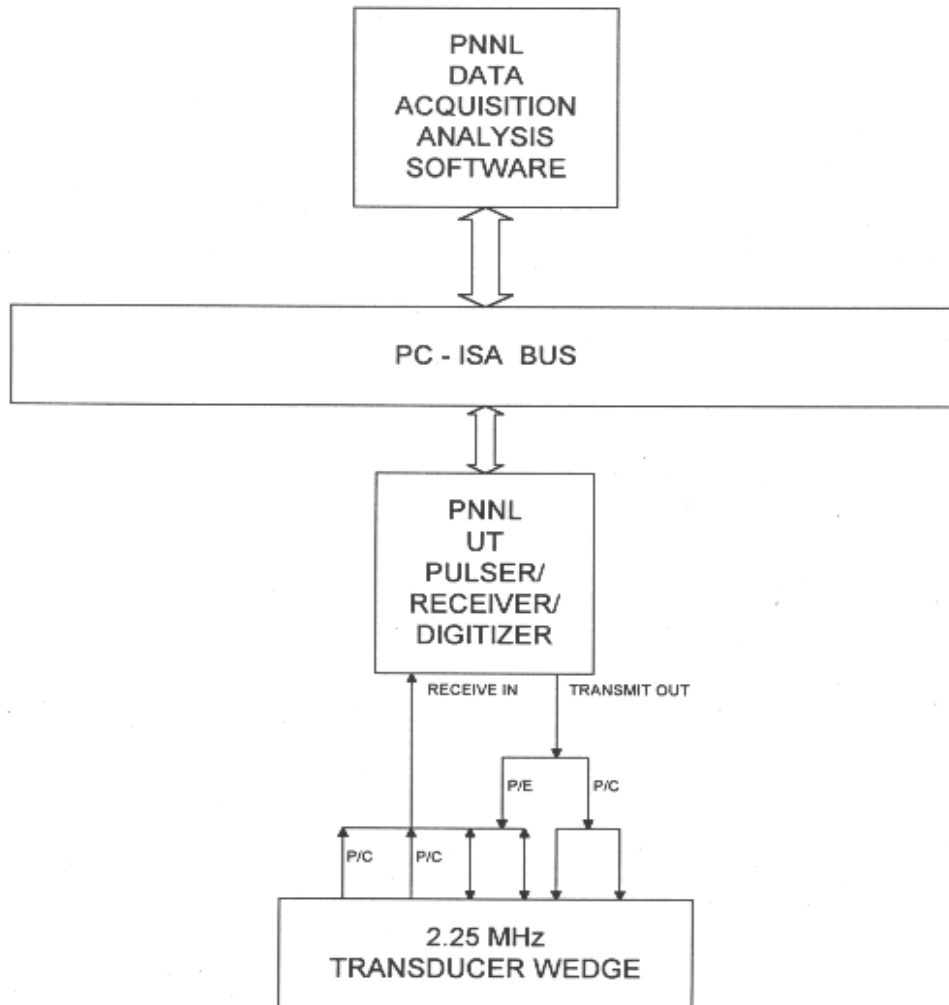 PNNL
DATA
ACQUISITION
ANALYSIS
SOFTWARE
PC - ISA BUS
PNNL
UT
PULSER/
RECEIVER/
DIGITIZER
RECEIVE IN
TRANSMIT OUT
P/E
P/C
P/C
P/C
2.25 MHz
TRANSDUCER WEDGE